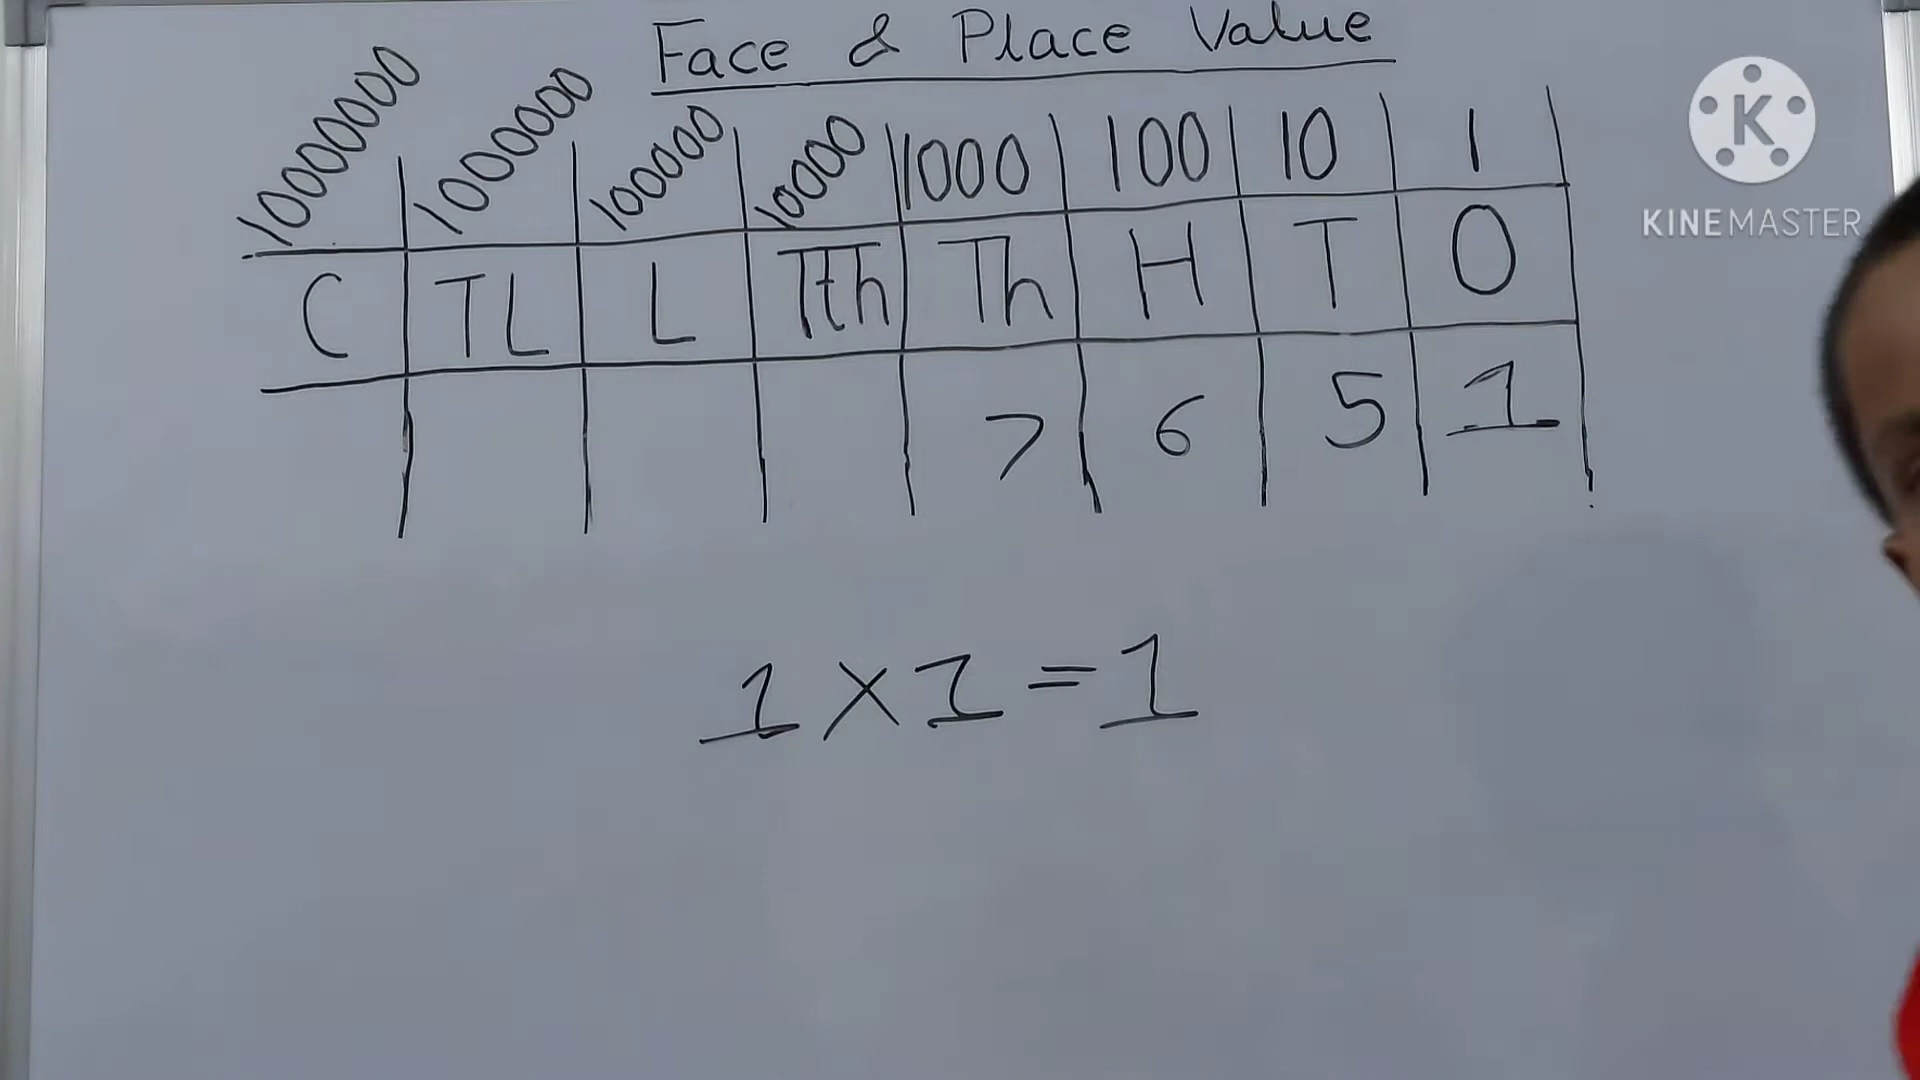 Face & Place Value
10000000 1000000 100000 10000 1000 100 10 1
C TL L Tth Th H T O
7 6 5 1
1 × 1 = 1
K
KINEMASTER